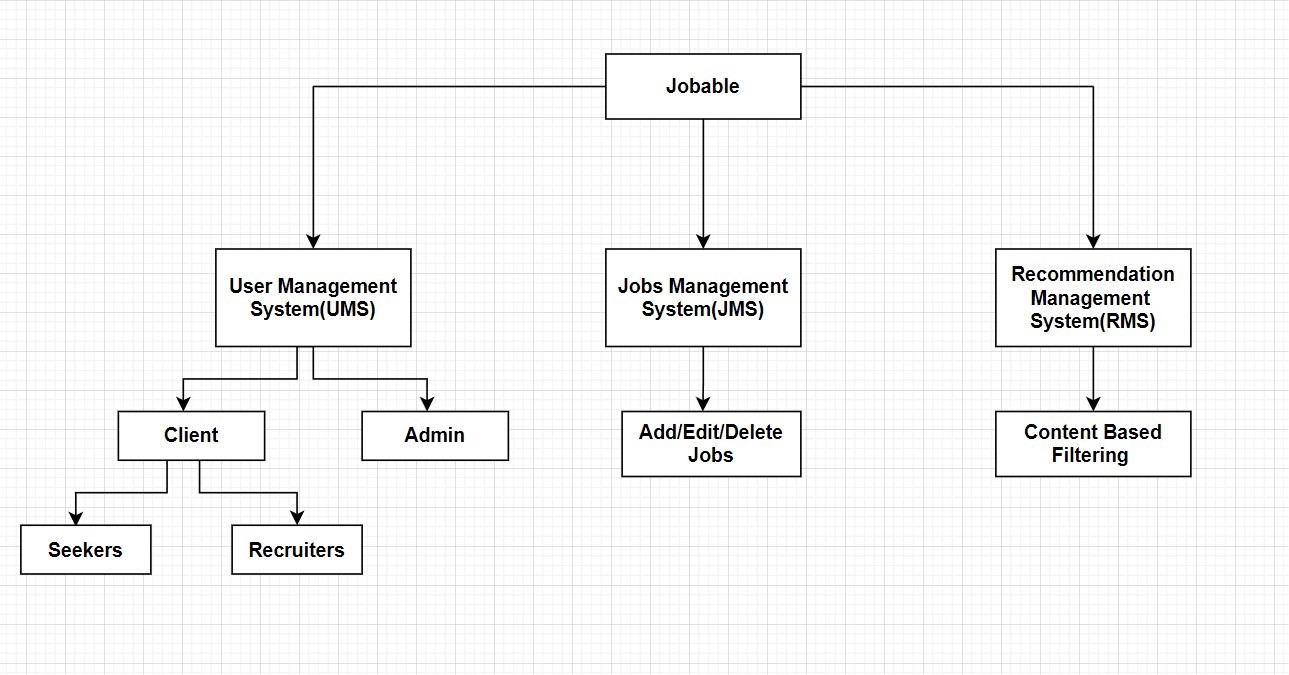 Jobable
User Management
System(UMS)
Jobs Management
System(JMS)
Recommendation
Management
System(RMS)
Client
Admin
Add/Edit/Delete
Jobs
Content Based
Filtering
Seekers
Recruiters